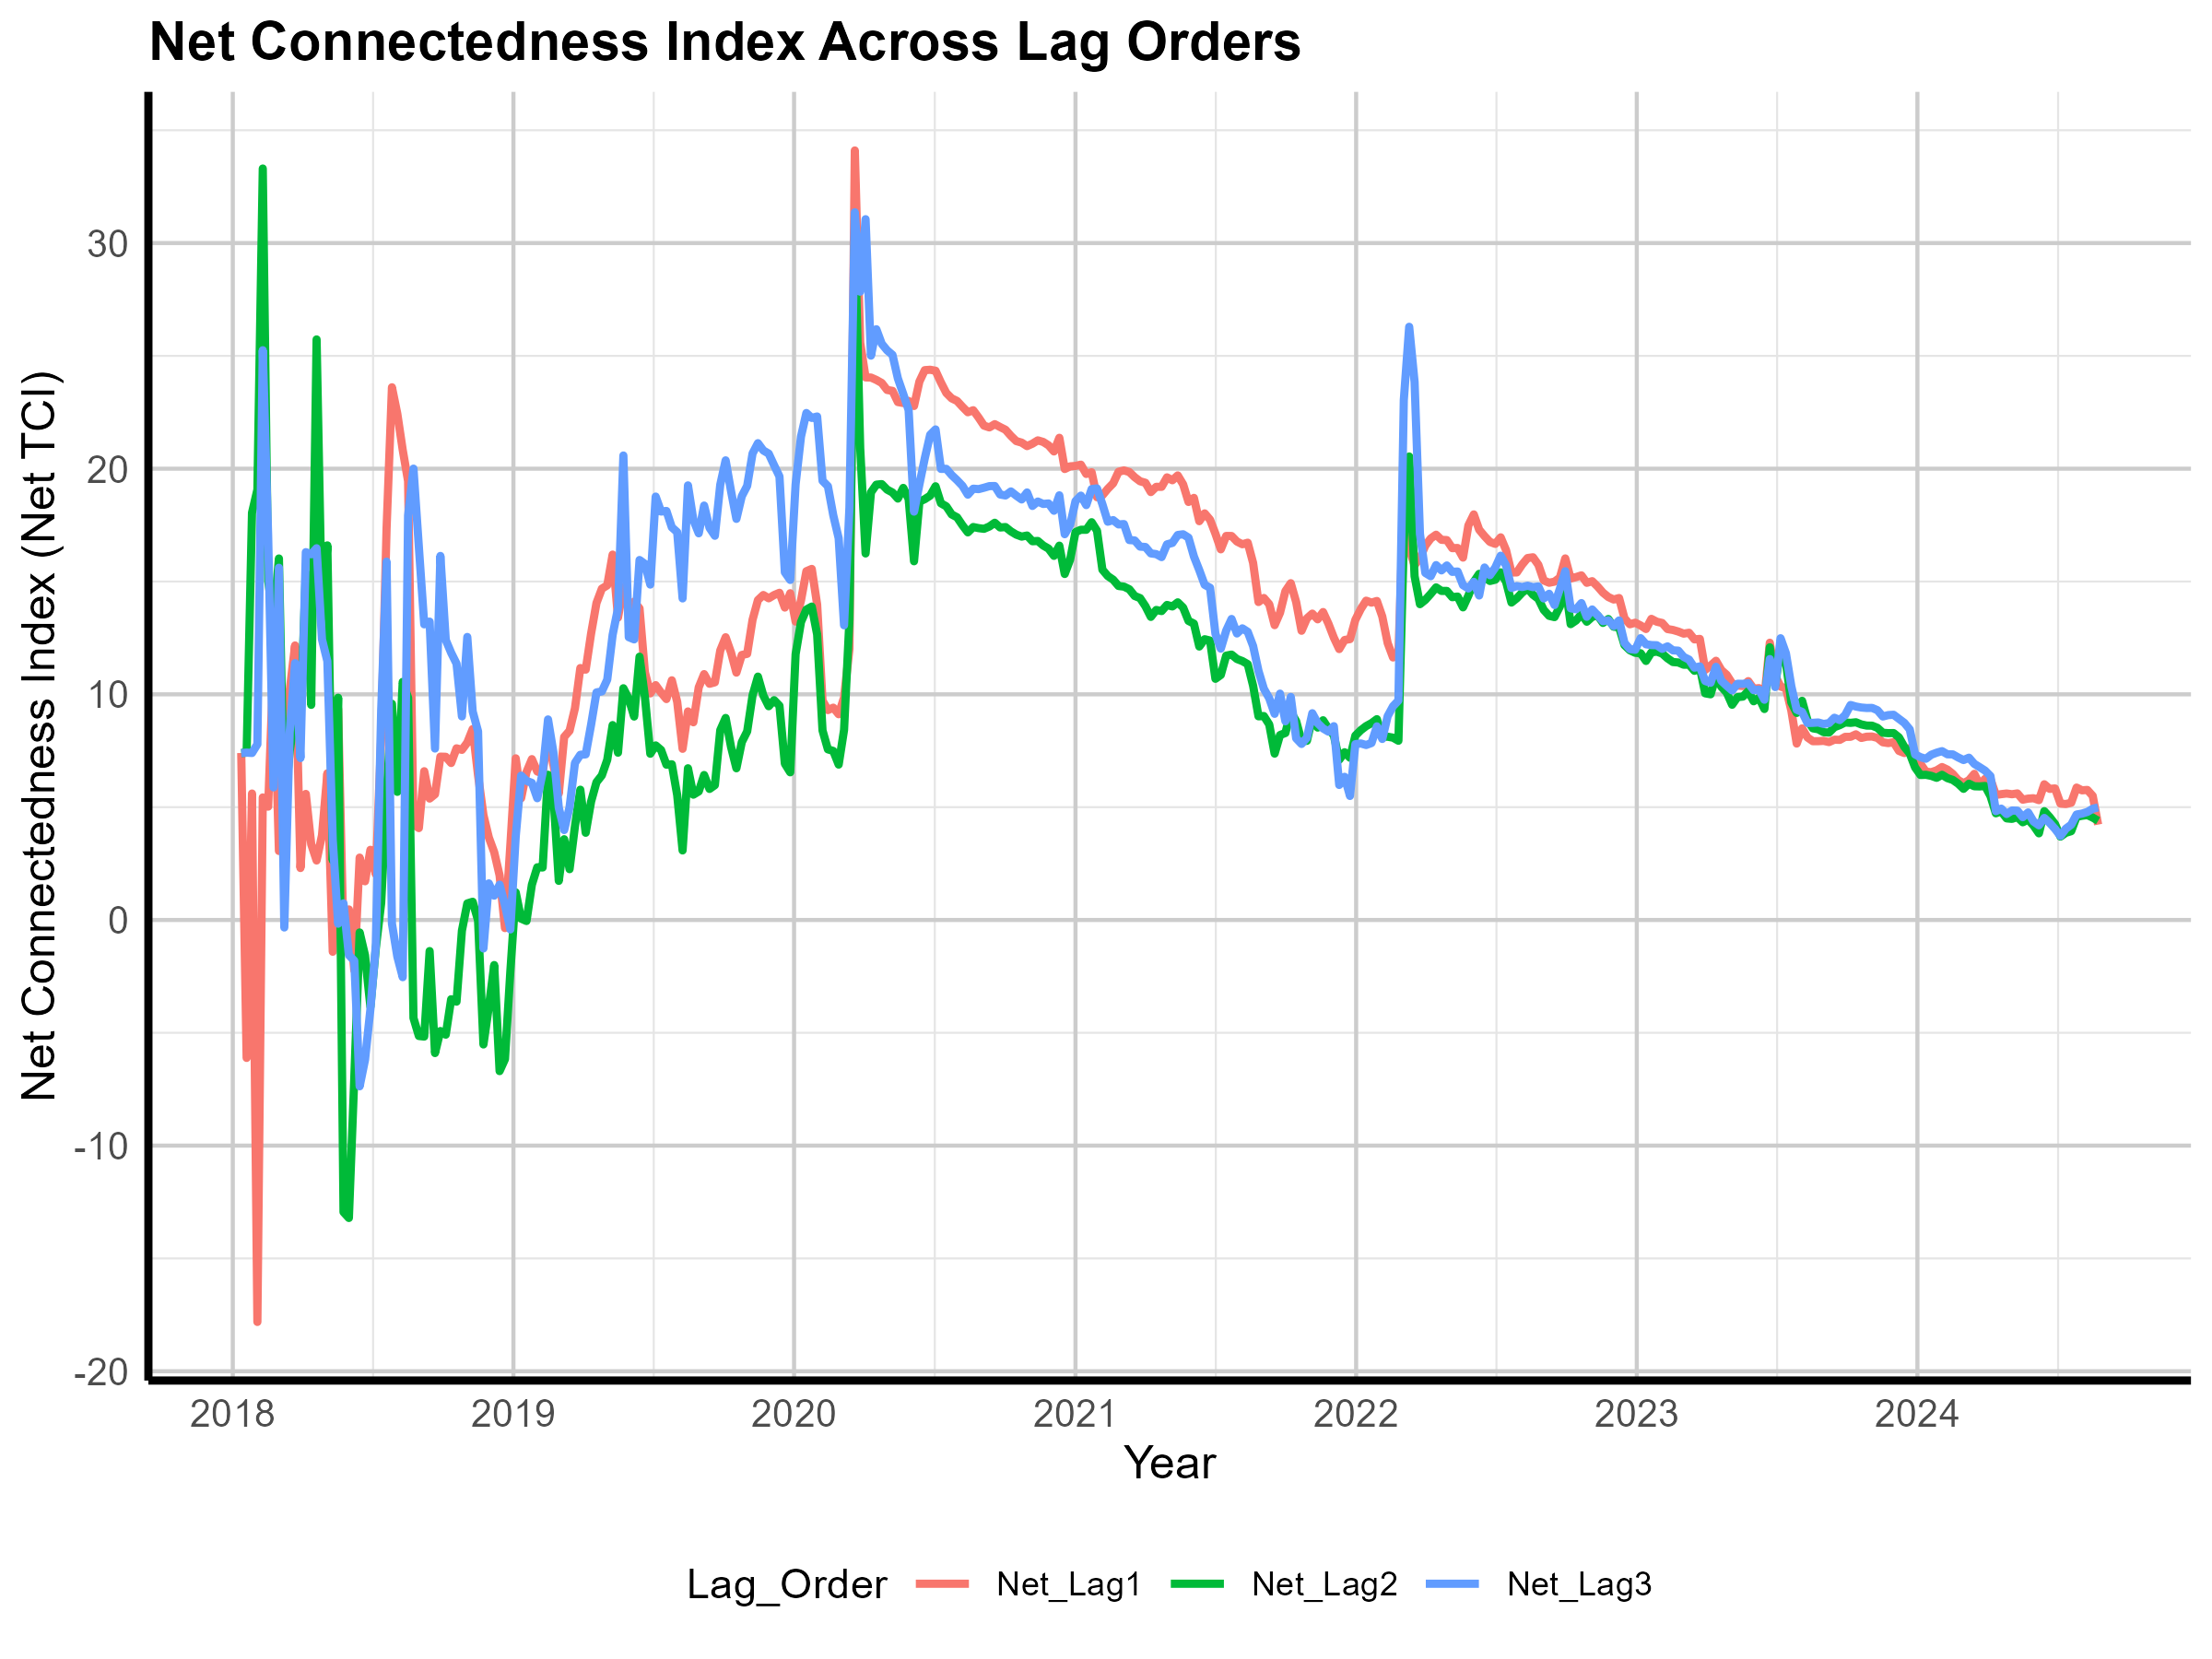 Net Connectedness Index Across Lag Orders
Net Connectedness Index (Net TCI)
30
20
10
0
-10
-20
2018 2019 2020 2021 2022 2023 2024
Year
Lag_Order Net_Lag1 Net_Lag2 Net_Lag3